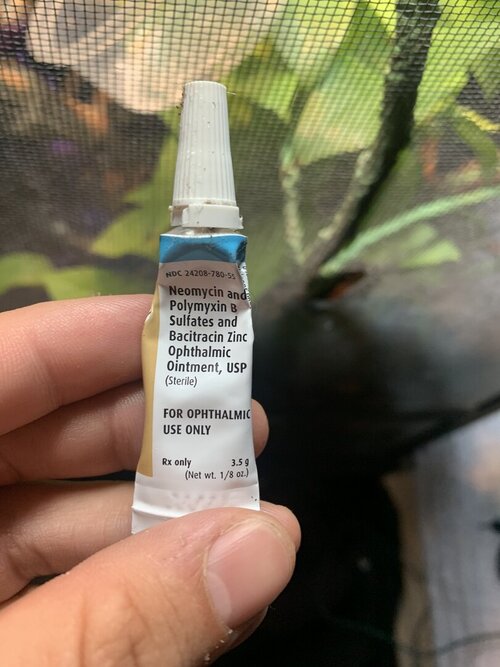 NDC 24208-780-55
Neomycin and
Polymyxin B
Sulfates and
Bacitracin Zinc
Ophthalmic
Ointment, USP
(Sterile)
FOR OPHTHALMIC
USE ONLY
Rx only 3.5 g
(Net wt. 1/8 oz.)